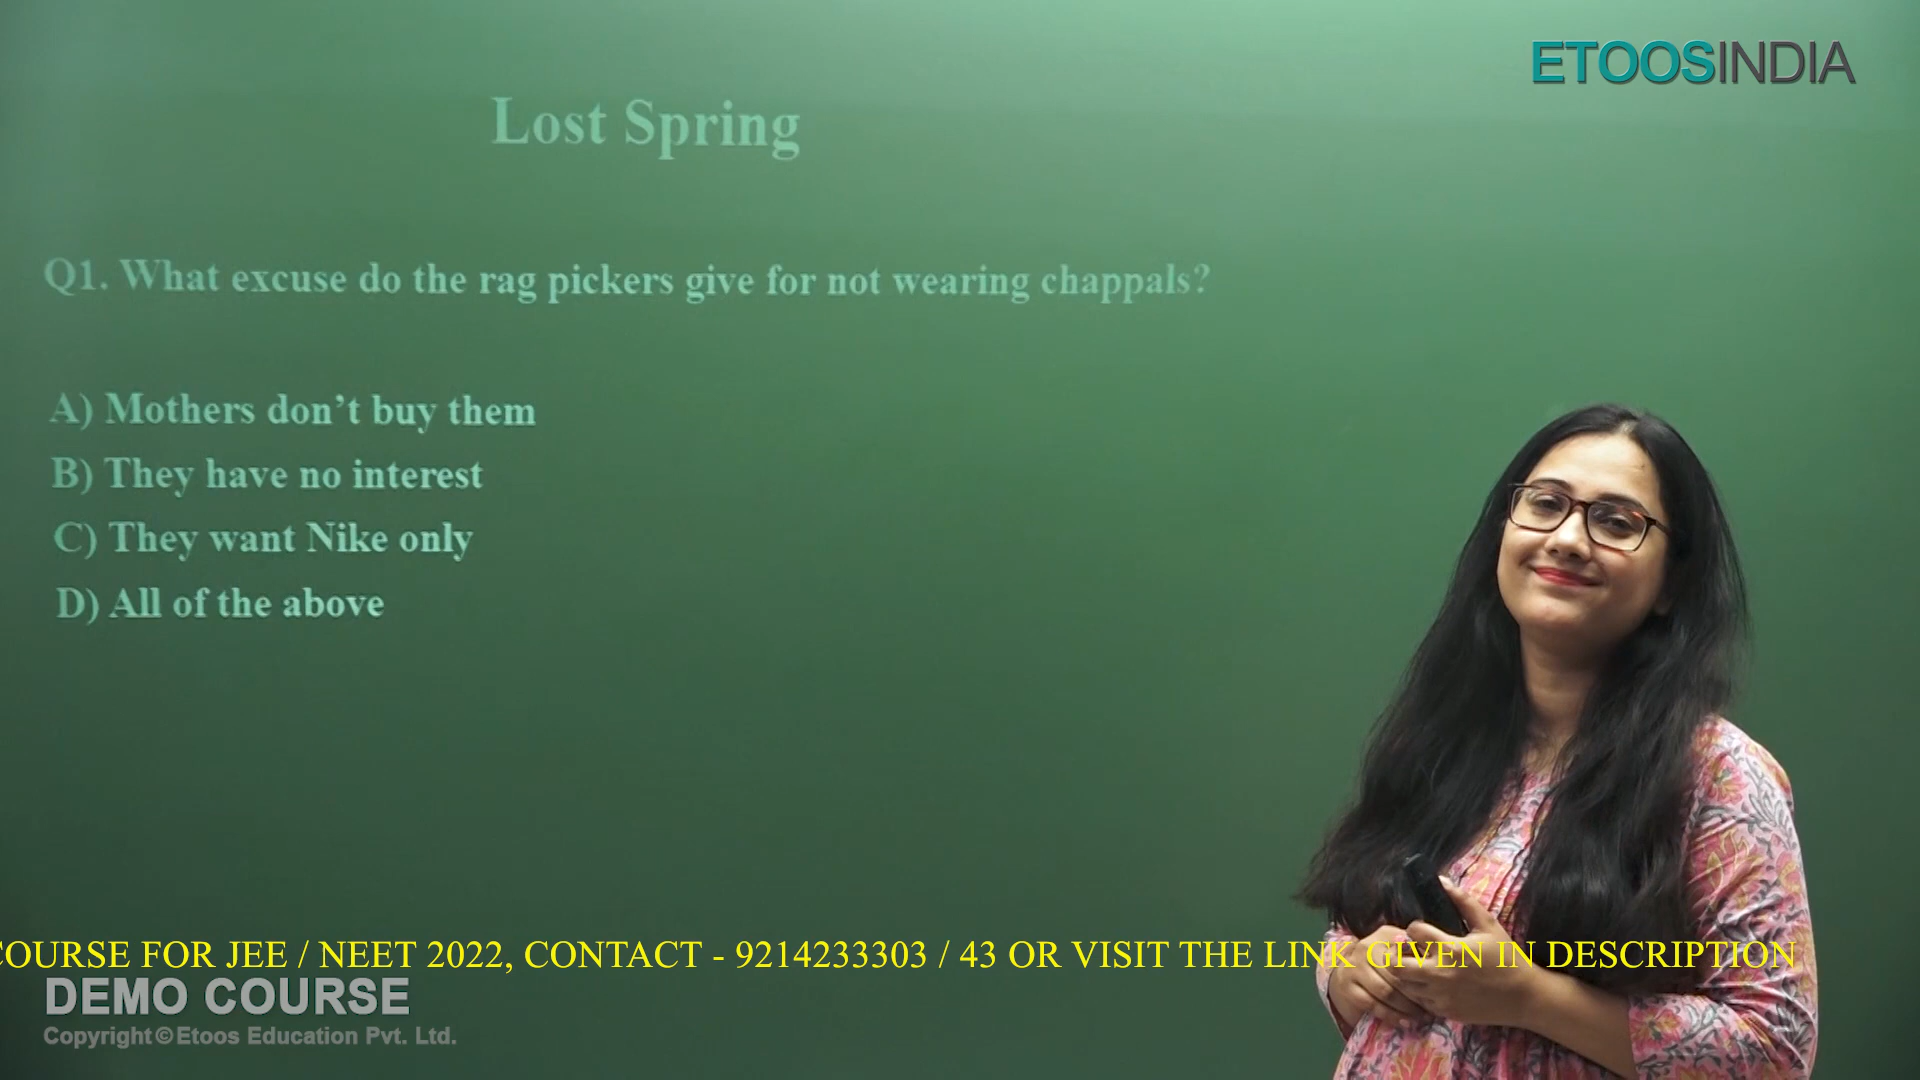 ETOOSINDIA
Lost Spring
Q1. What excuse do the rag pickers give for not wearing chappals?
A) Mothers don’t buy them
B) They have no interest
C) They want Nike only
D) All of the above
COURSE FOR JEE / NEET 2022, CONTACT - 9214233303 / 43 OR VISIT THE LINK GIVEN IN DESCRIPTION
DEMO COURSE
Copyright©Etoos Education Pvt. Ltd.